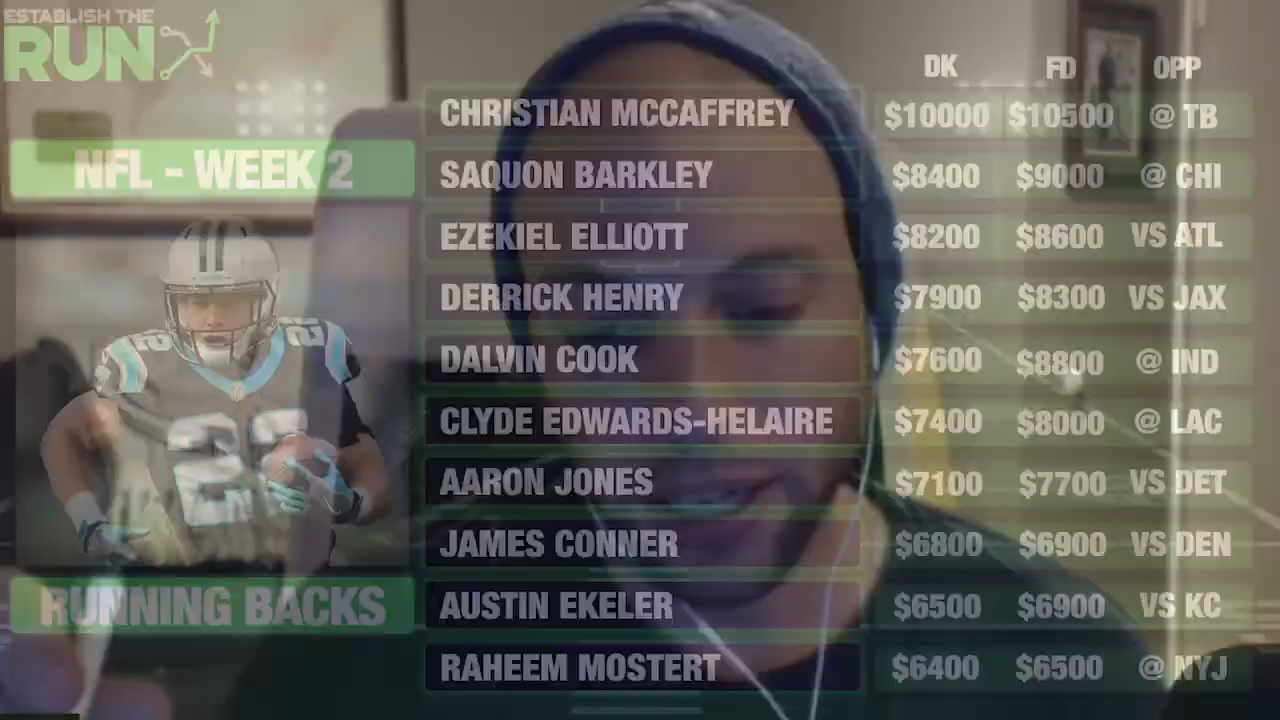 ESTABLISH THE
RUN
NFL - WEEK 2
RUNNING BACKS
DK FD OPP
CHRISTIAN MCCAFFREY $10000 $10500 @ TB
SAQUON BARKLEY $8400 $9000 @ CHI
EZEKIEL ELLIOTT $8200 $8600 VS ATL
DERRICK HENRY $7900 $8300 VS JAX
DALVIN COOK $7600 $8800 @ IND
CLYDE EDWARDS-HELAIRE $7400 $8000 @ LAC
AARON JONES $7100 $7700 VS DET
JAMES CONNER $6800 $6900 VS DEN
AUSTIN EKELER $6500 $6900 VS KC
RAHEEM MOSTERT $6400 $6500 @ NYJ